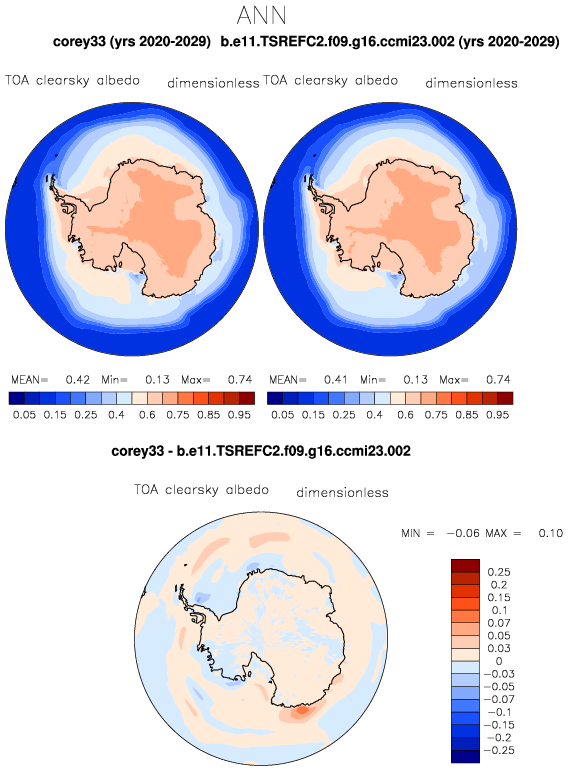 ANN
corey33 (yrs 2020-2029) b.e11.TSREFC2.f09.g16.ccmi23.002 (yrs 2020-2029)
TOA clearsky albedo dimensionless TOA clearsky albedo dimensionless
MEAN= 0.42 Min= 0.13 Max= 0.74 MEAN= 0.41 Min= 0.13 Max= 0.74
0.05 0.15 0.25 0.4 0.6 0.75 0.85 0.95 0.05 0.15 0.25 0.4 0.6 0.75 0.85 0.95
corey33 - b.e11.TSREFC2.f09.g16.ccmi23.002
TOA clearsky albedo dimensionless
MIN = -0.06 MAX = 0.10
0.25
0.2
0.15
0.1
0.07
0.05
0.03
0
-0.03
-0.05
-0.07
-0.1
-0.15
-0.2
-0.25